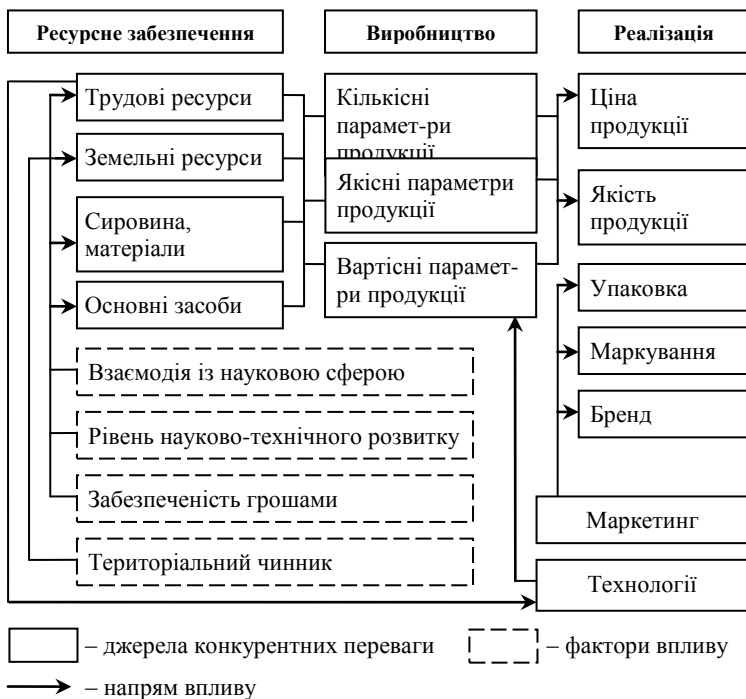 Ресурсне забезпечення
Виробництво
Реалізація
Трудові ресурси
Земельні ресурси
Сировина,
матеріали
Основні засоби
Взаємодія із науковою сферою
Рівень науково-технічного розвитку
Забезпеченість грошами
Територіальний чинник
Кількісні
парамет-ри
продукції
Якісні параметри
продукції
Вартісні парамет-
ри продукції
Ціна
продукції
Якість
продукції
Упаковка
Маркування
Бренд
Маркетинг
Технології
– джерела конкурентних переваги
– фактори впливу
– напрям впливу